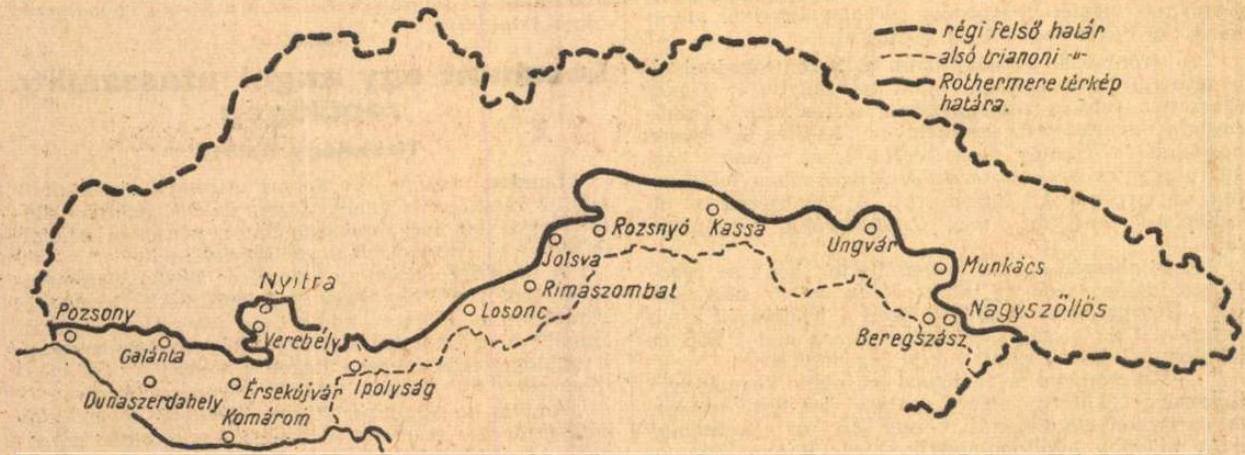 régi felső határ
alsó trianoni -"-
Rothermere térkép
határa.
Nyitra
Pozsony
Verebély
Galánta
Dunaszerdahely
Érsekújvár
Komárom
Ipolyság
Losonc
Rimaszombat
Jolsva
Rozsnyó
Kassa
Ungvár
Munkács
Nagyszöllös
Beregszász